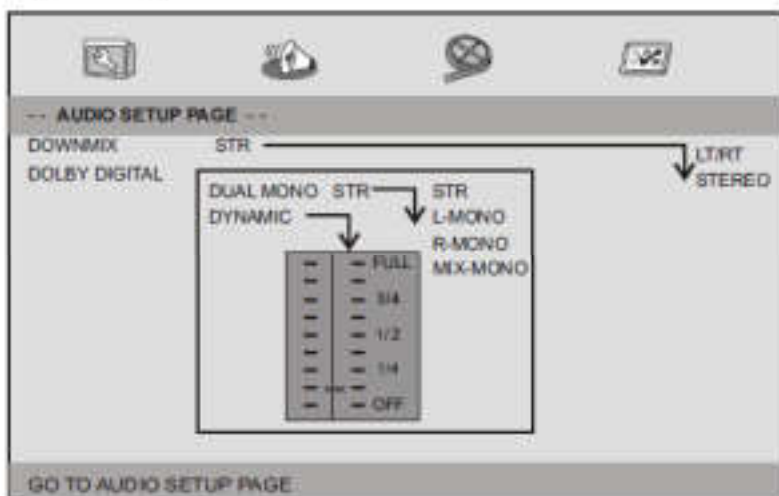 -- AUDIO SETUP PAGE --
DOWNMIX STR LT/RT
DOLBY DIGITAL STEREO
DUAL MONO STR STR
DYNAMIC L-MONO
R-MONO
FULL MIX-MONO
3/4
1/2
1/4
OFF
GO TO AUDIO SETUP PAGE